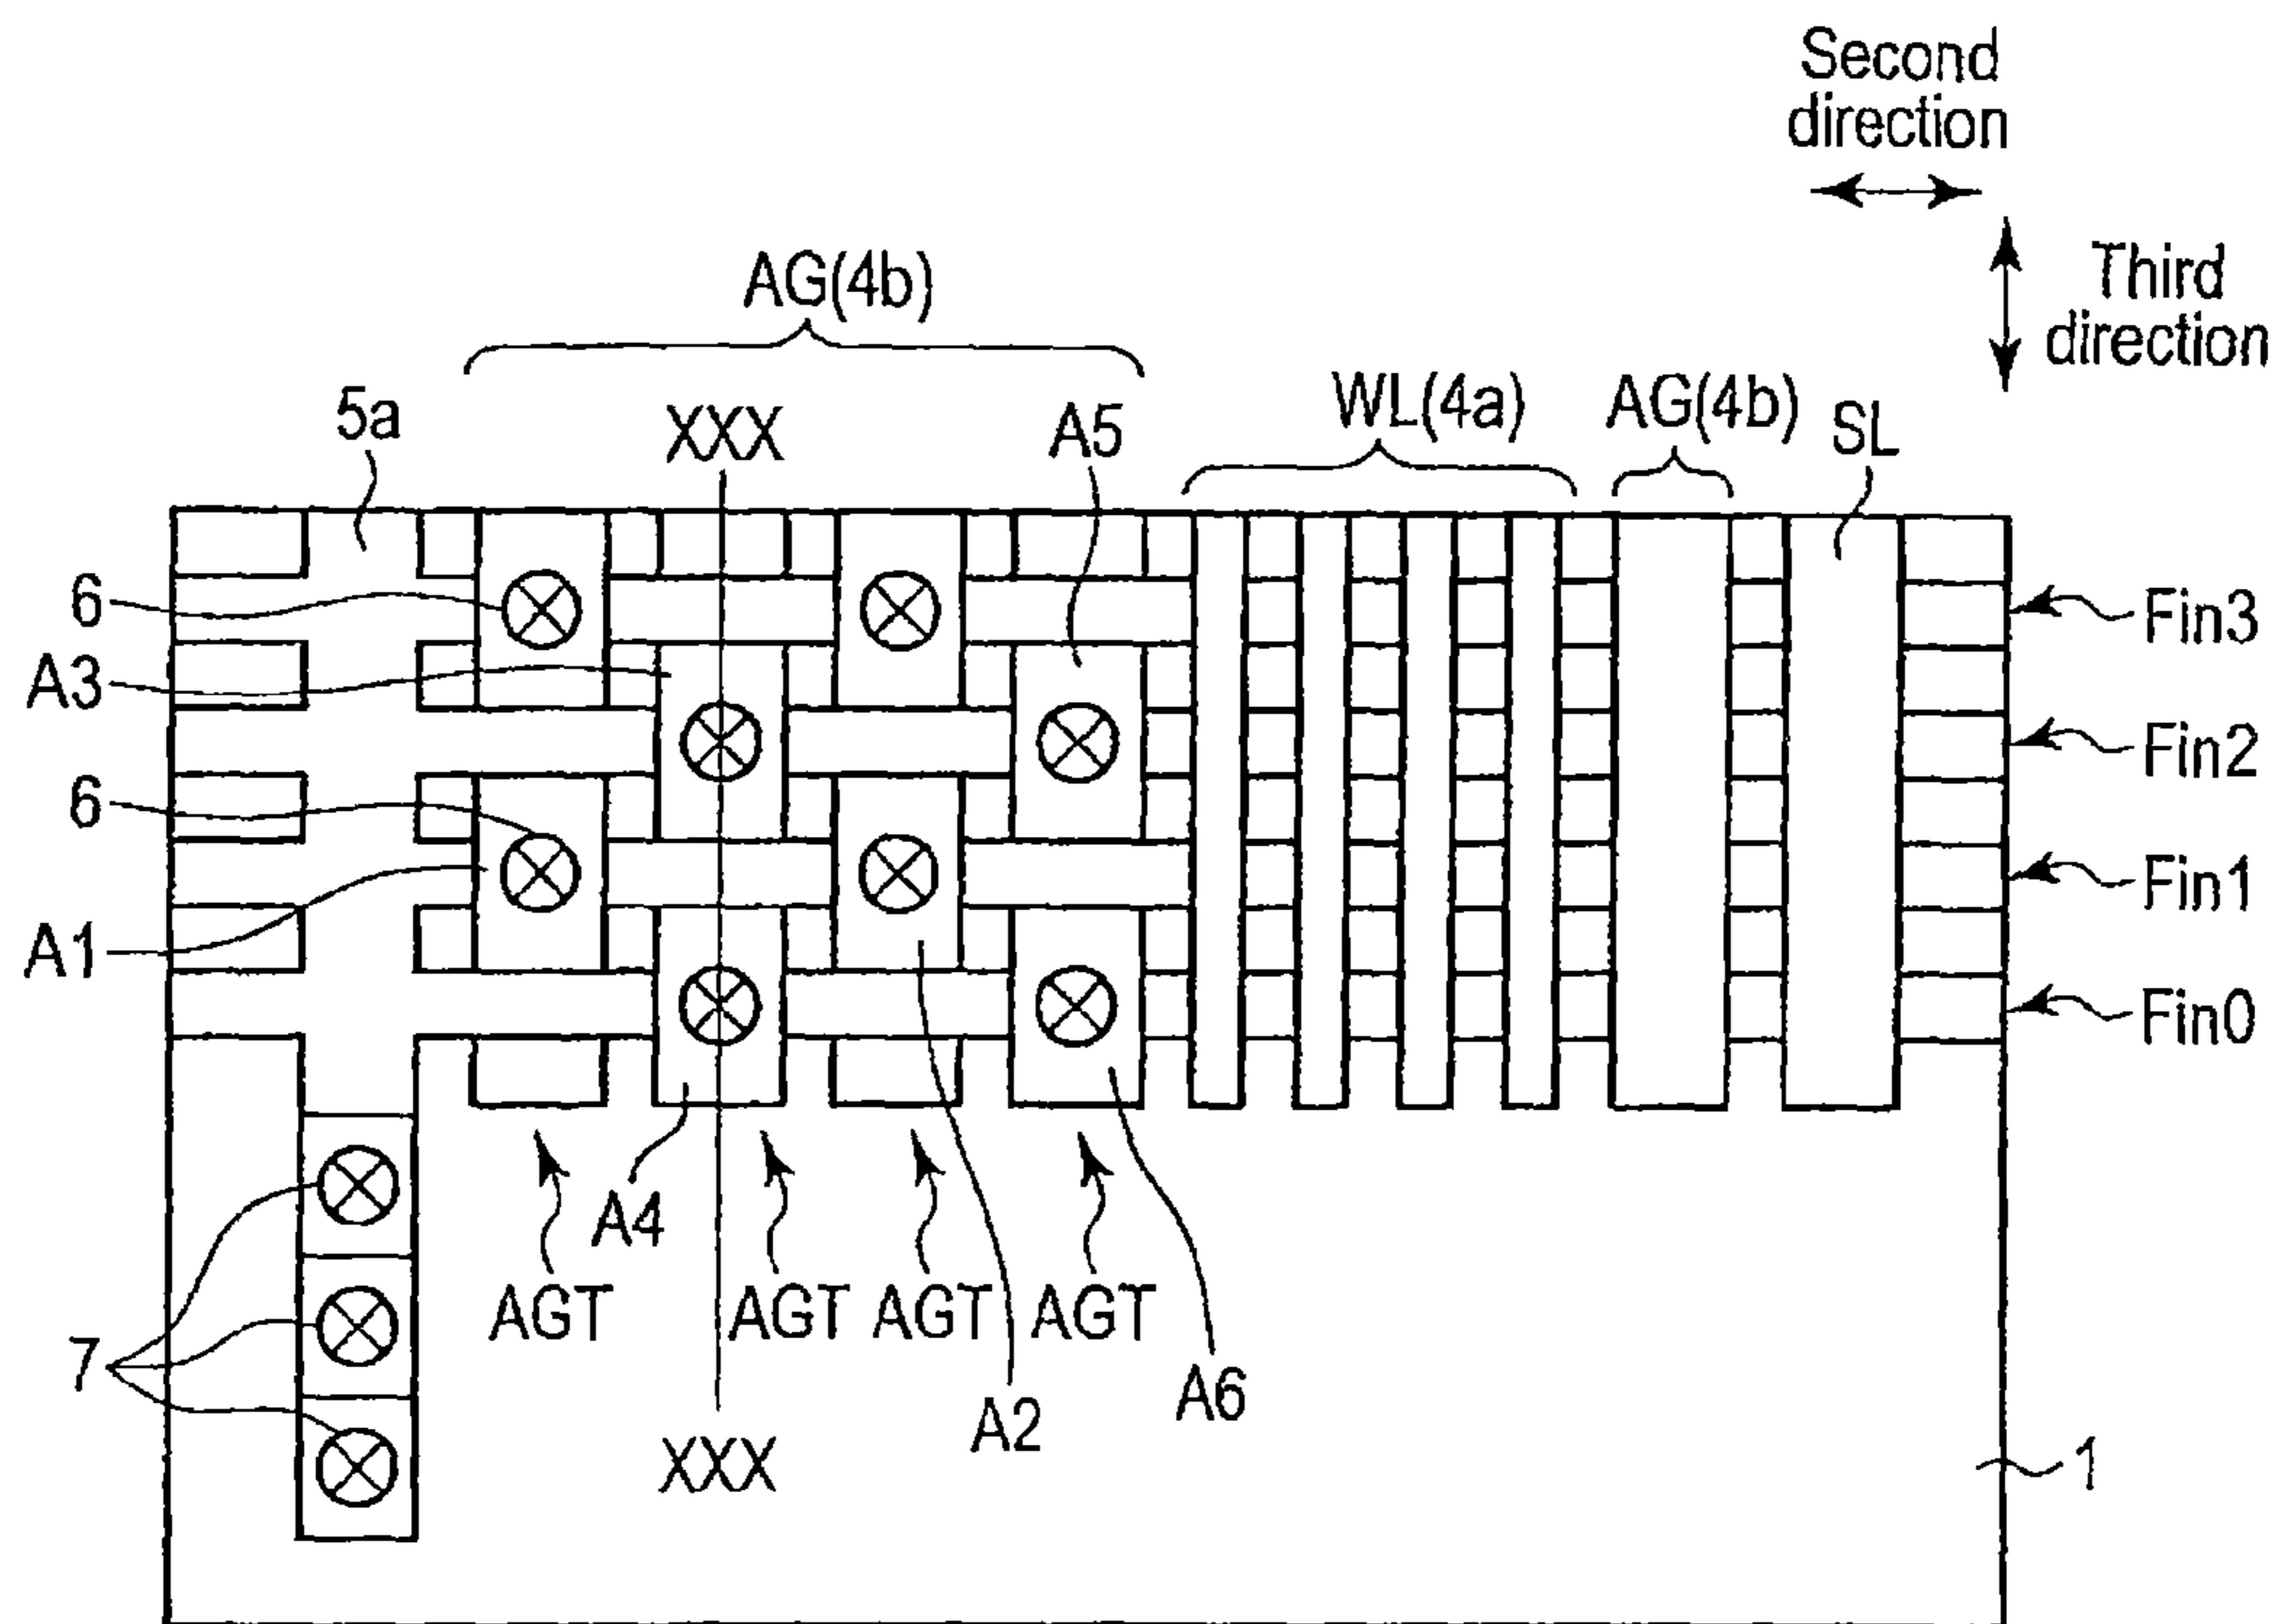 Second
direction
Third
direction
AG(4b)
5a
XXX
A5
WL(4a)
AG(4b)
SL
6
A3
6
A1
Fin3
Fin2
Fin1
Fin0
A4
AGT
AGT
AGT
AGT
7
A2
A6
XXX
1